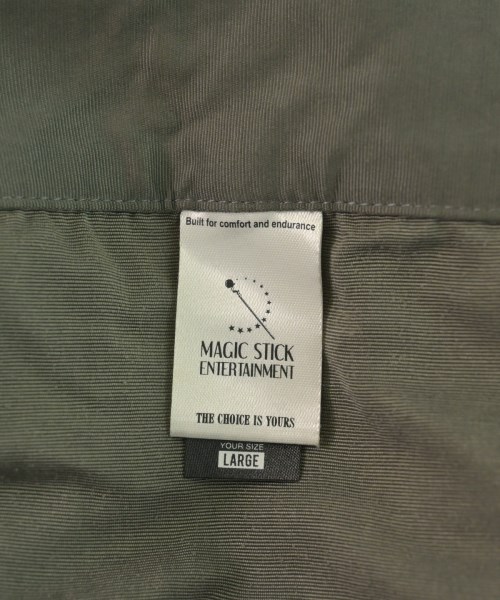 Built for comfort and endurance
MAGIC STICK
ENTERTAINMENT
THE CHOICE IS YOURS
YOUR SIZE
LARGE